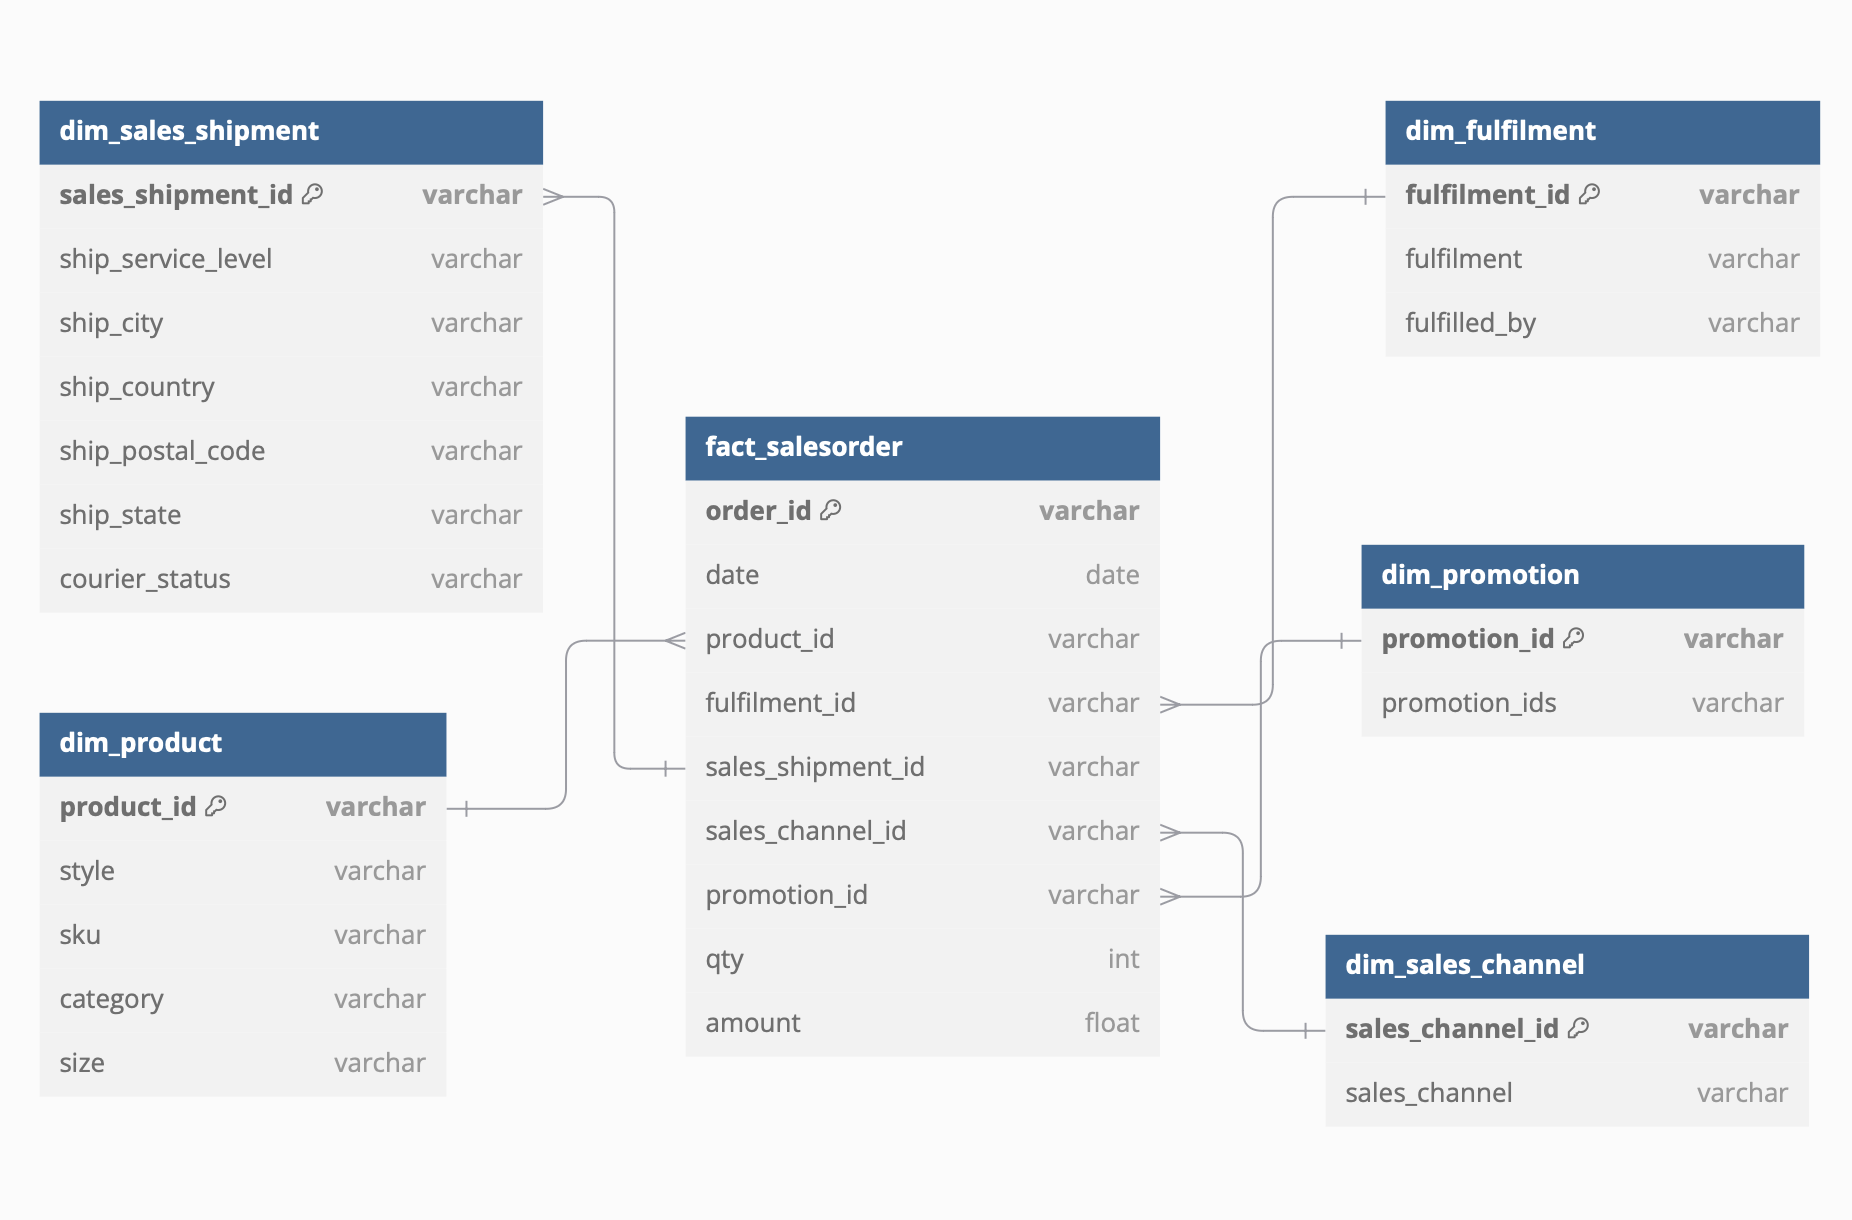 dim_sales_shipment
sales_shipment_id varchar
ship_service_level varchar
ship_city varchar
ship_country varchar
ship_postal_code varchar
ship_state varchar
courier_status varchar
dim_product
product_id varchar
style varchar
sku varchar
category varchar
size varchar
fact_salesorder
order_id varchar
date date
product_id varchar
fulfilment_id varchar
sales_shipment_id varchar
sales_channel_id varchar
promotion_id varchar
qty int
amount float
dim_fulfilment
fulfilment_id varchar
fulfilment varchar
fulfilled_by varchar
dim_promotion
promotion_id varchar
promotion_ids varchar
dim_sales_channel
sales_channel_id varchar
sales_channel varchar